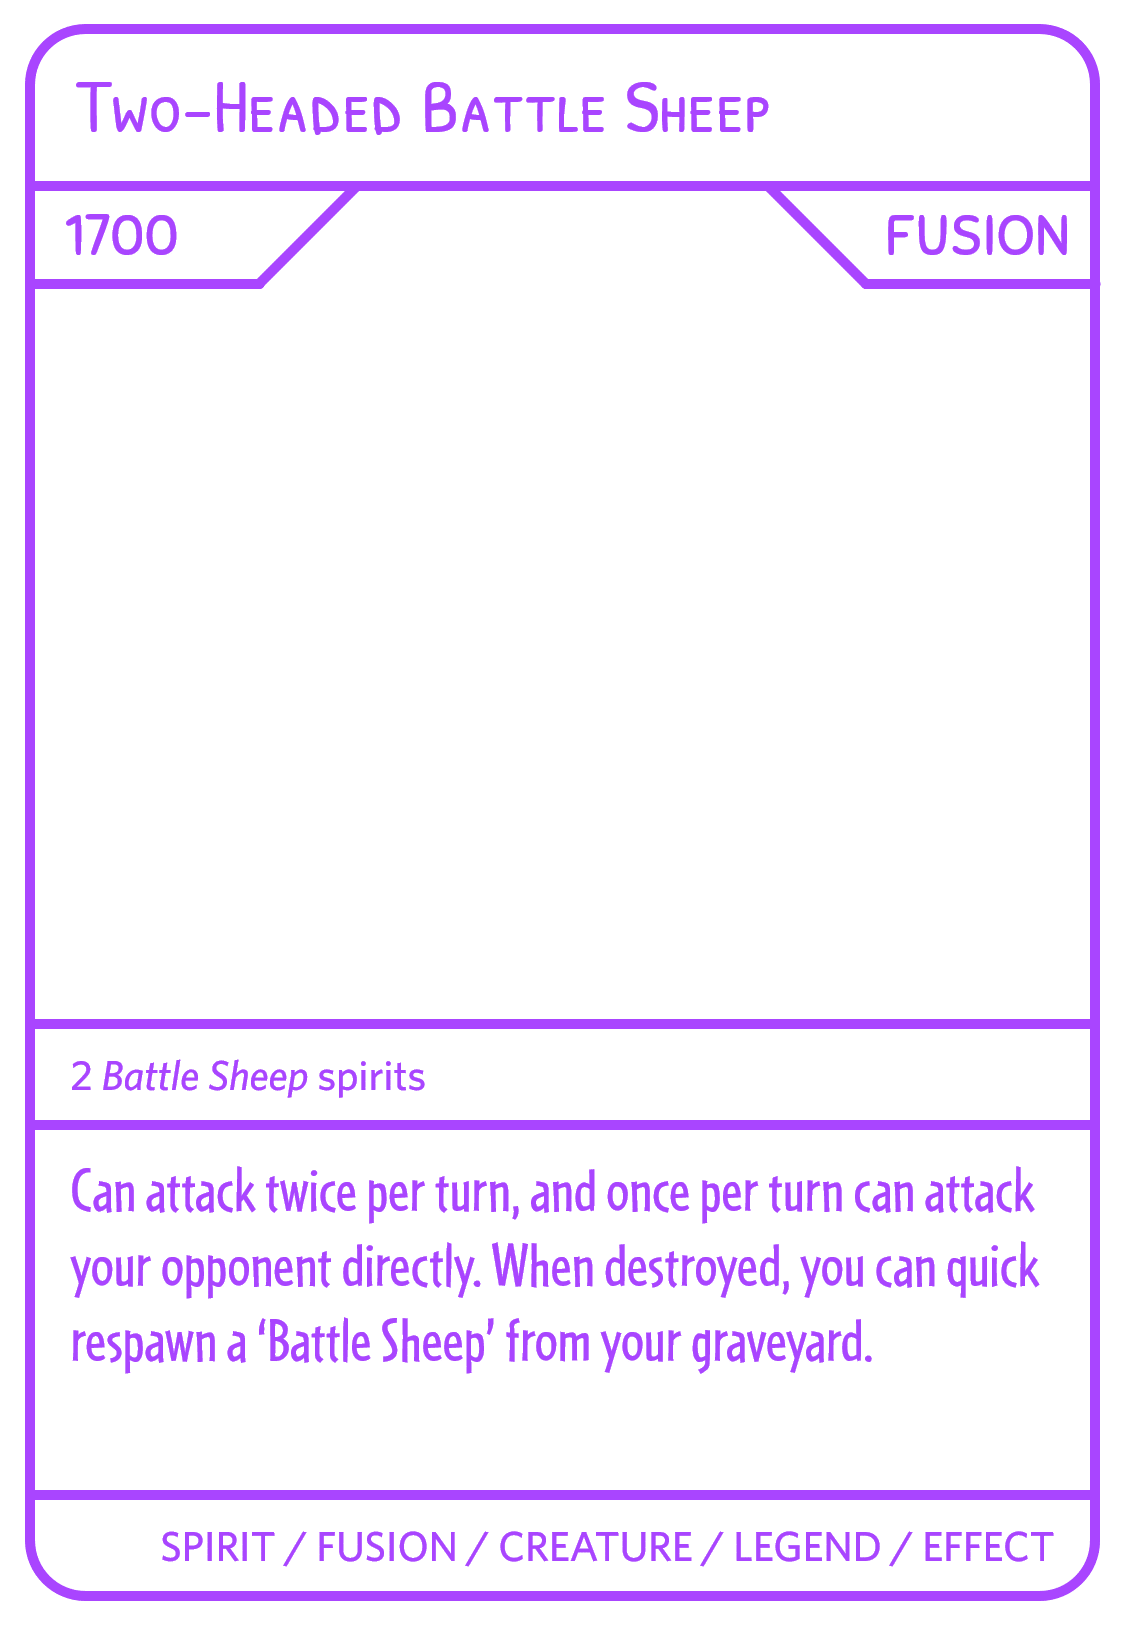 Two-Headed Battle Sheep
1700
FUSION
2 Battle Sheep spirits
Can attack twice per turn, and once per turn can attack
your opponent directly. When destroyed, you can quick
respawn a ‘Battle Sheep’ from your graveyard.
SPIRIT / FUSION / CREATURE / LEGEND / EFFECT